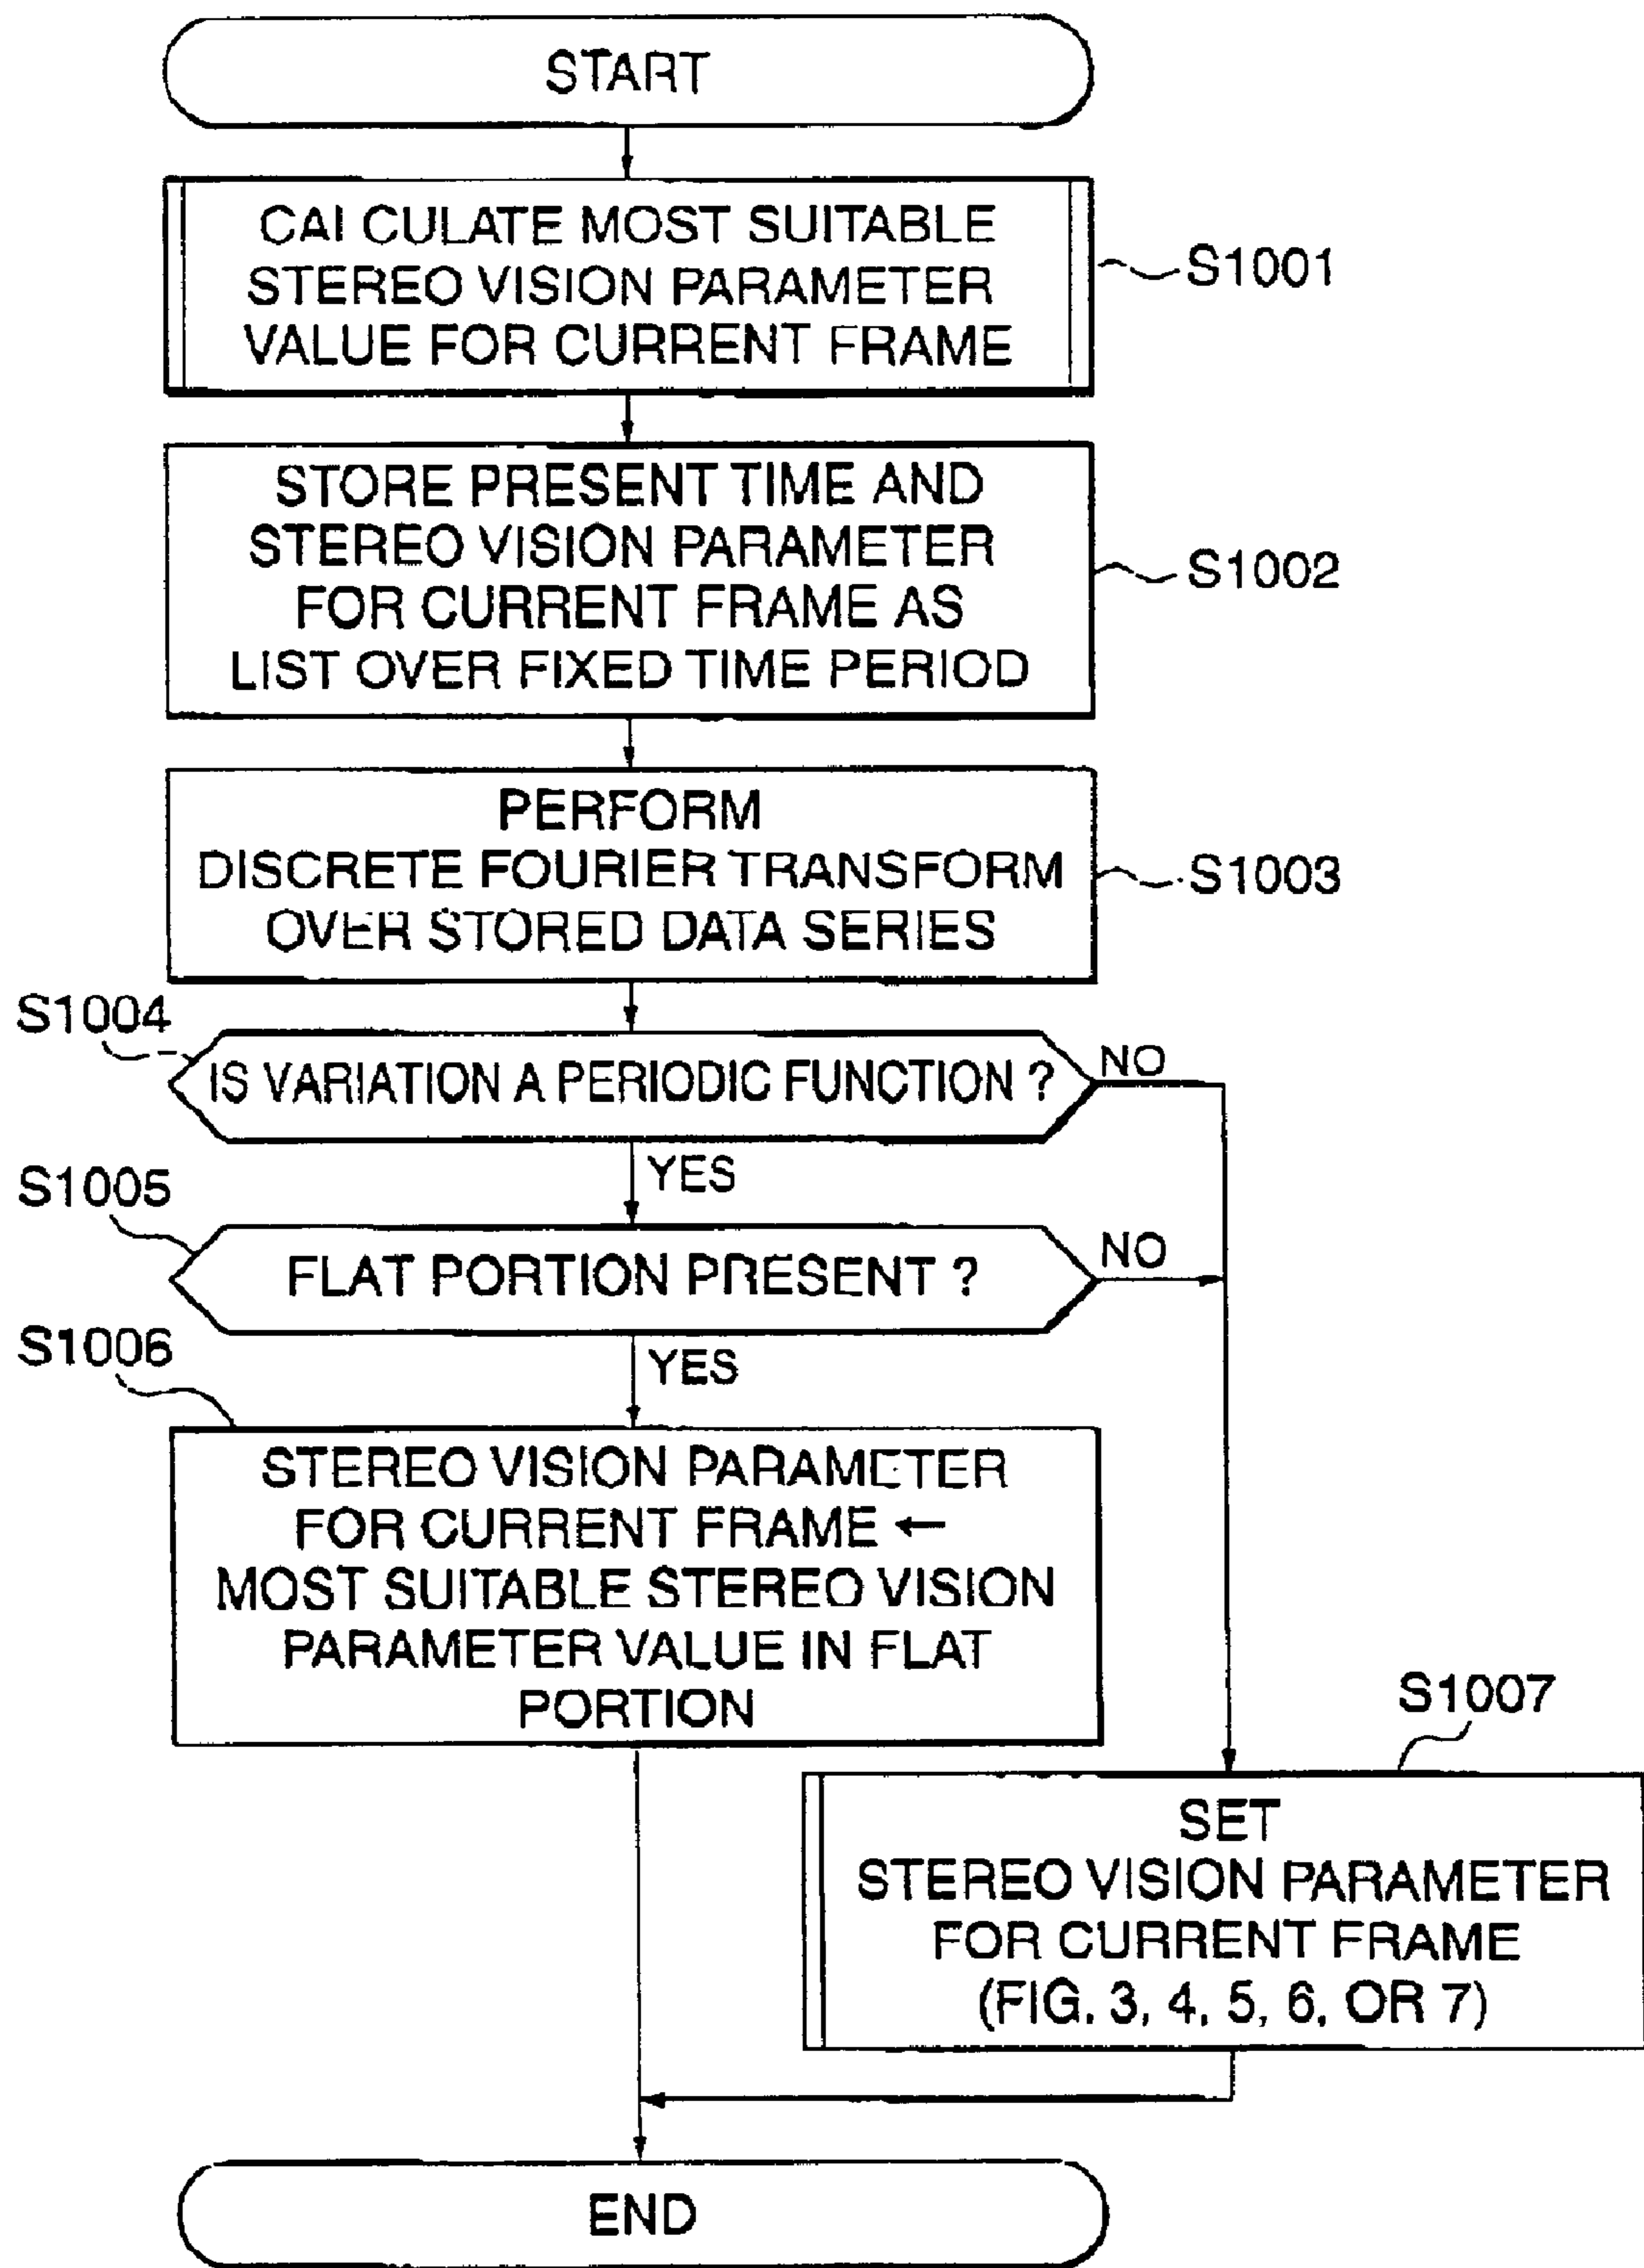 START
CALCULATE MOST SUITABLE
STEREO VISION PARAMETER
VALUE FOR CURRENT FRAME
S1001
STORE PRESENT TIME AND
STEREO VISION PARAMETER
FOR CURRENT FRAME AS
LIST OVER FIXED TIME PERIOD
S1002
PERFORM
DISCRETE FOURIER TRANSFORM
OVER STORED DATA SERIES
S1003
S1004
IS VARIATION A PERIODIC FUNCTION ?
NO
YES
S1005
FLAT PORTION PRESENT ?
NO
YES
S1006
STEREO VISION PARAMETER
FOR CURRENT FRAME ←
MOST SUITABLE STEREO VISION
PARAMETER VALUE IN FLAT
PORTION
S1007
SET
STEREO VISION PARAMETER
FOR CURRENT FRAME
(FIG. 3, 4, 5, 6, OR 7)
END